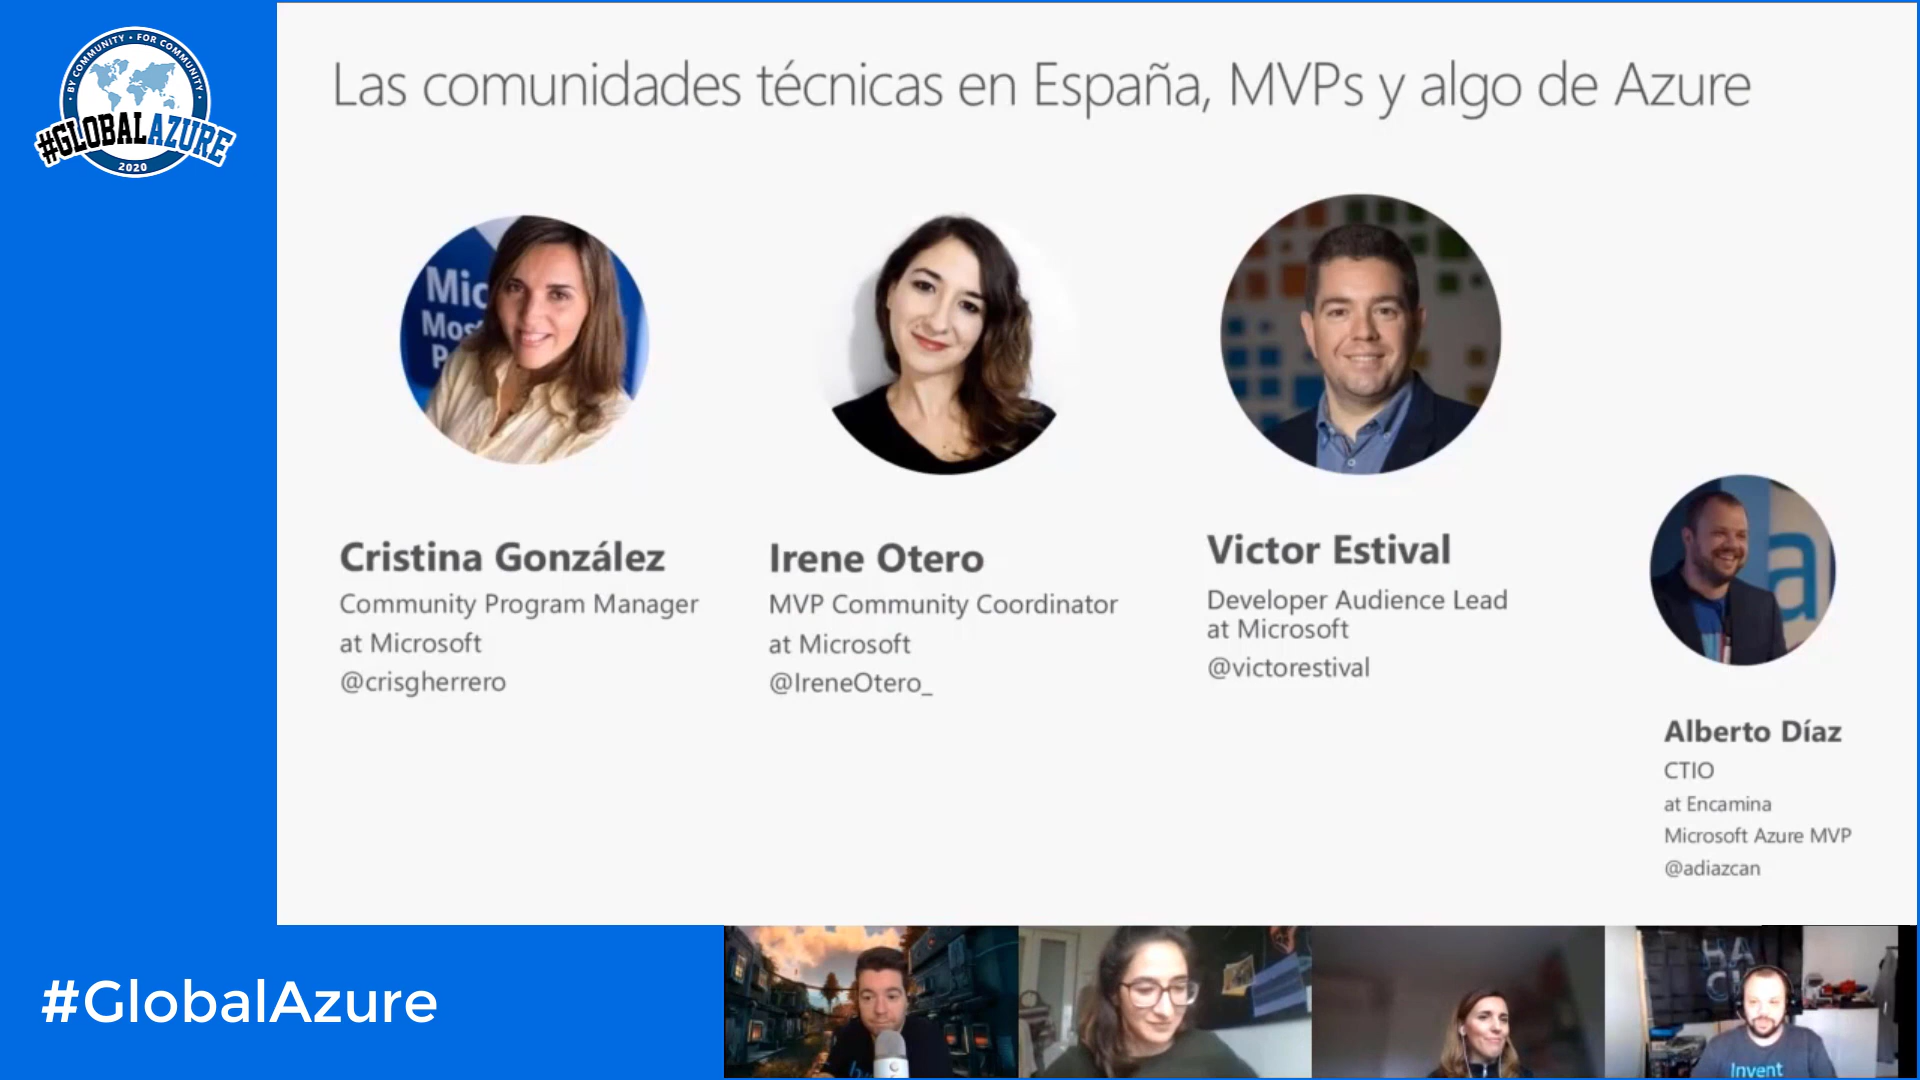 BY COMMUNITY • FOR COMMUNITY
#GLOBALAZURE
2020
Las comunidades técnicas en España, MVPs y algo de Azure
Mic
Mos
P
a
Cristina González
Community Program Manager
at Microsoft
@crisgherrero
Irene Otero
MVP Community Coordinator
at Microsoft
@IreneOtero_
Victor Estival
Developer Audience Lead
at Microsoft
@victorestival
Alberto Díaz
CTIO
at Encamina
Microsoft Azure MVP
@adiazcan
#GlobalAzure
Invent